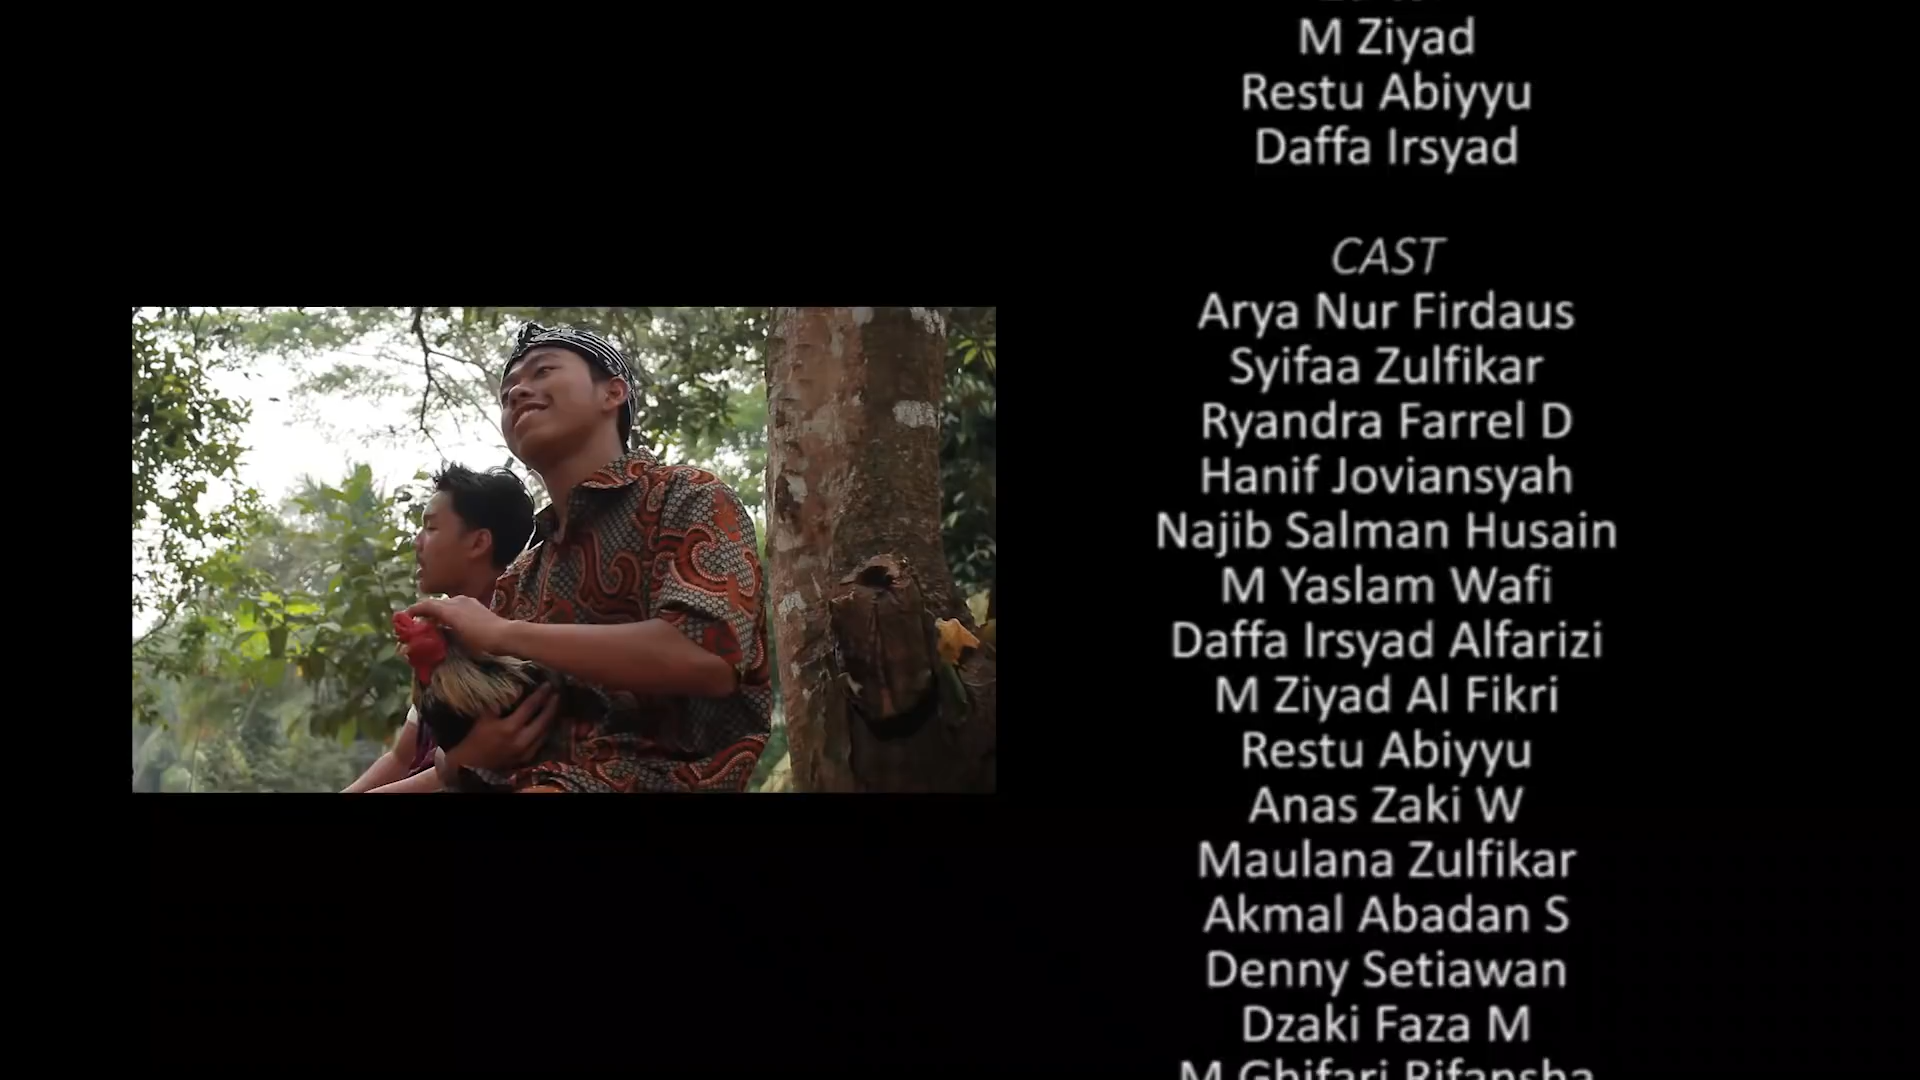 M Ziyad
Restu Abiyyu
Daffa Irsyad
CAST
Arya Nur Firdaus
Syifaa Zulfikar
Ryandra Farrel D
Hanif Joviansyah
Najib Salman Husain
M Yaslam Wafi
Daffa Irsyad Alfarizi
M Ziyad Al Fikri
Restu Abiyyu
Anas Zaki W
Maulana Zulfikar
Akmal Abadan S
Denny Setiawan
Dzaki Faza M
M Ghifari Rifansha